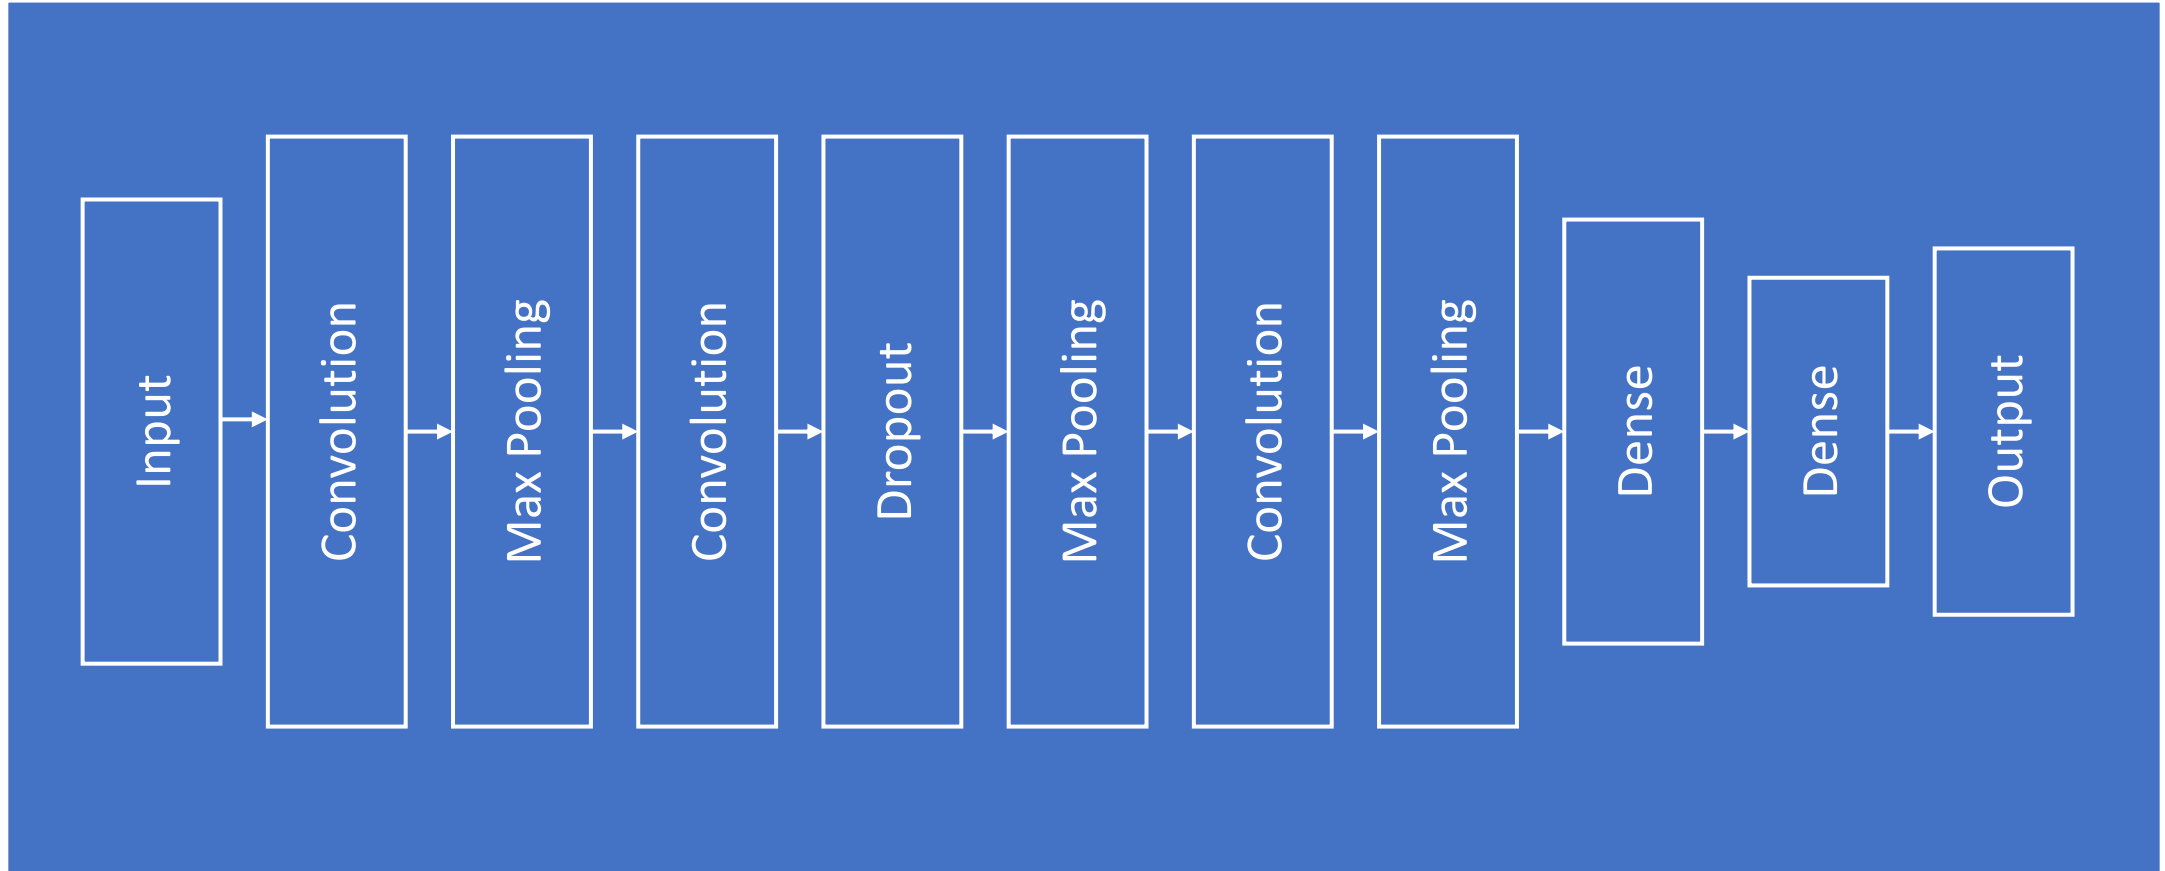 Input
Convolution
Max Pooling
Convolution
Dropout
Max Pooling
Convolution
Max Pooling
Dense
Dense
Output